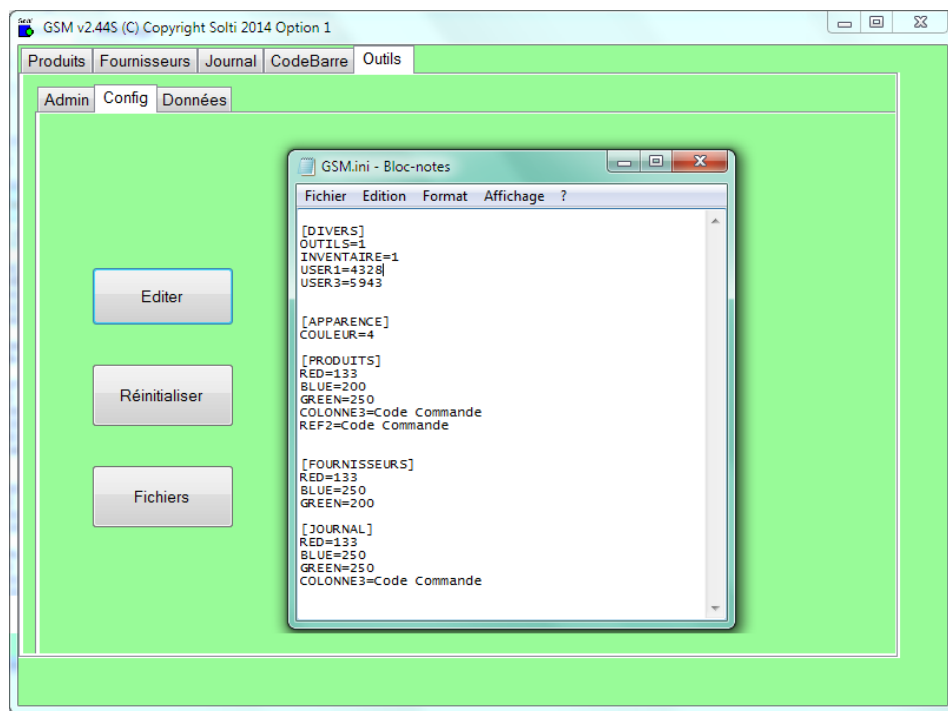 GSM v2.44S (C) Copyright Solti 2014 Option 1
Produits Fournisseurs Journal CodeBarre Outils
Admin Config Données
Editer
Réinitialiser
Fichiers
GSM.ini - Bloc-notes
Fichier Edition Format Affichage ?
[DIVERS]
OUTILS=1
INVENTAIRE=1
USER1=4328
USER3=5943
[APPARENCE]
COULEUR=4
[PRODUITS]
RED=133
BLUE=200
GREEN=250
COLONNE3=Code Commande
REF2=Code Commande
[FOURNISSEURS]
RED=133
BLUE=250
GREEN=200
[JOURNAL]
RED=133
BLUE=250
GREEN=250
COLONNE3=Code Commande